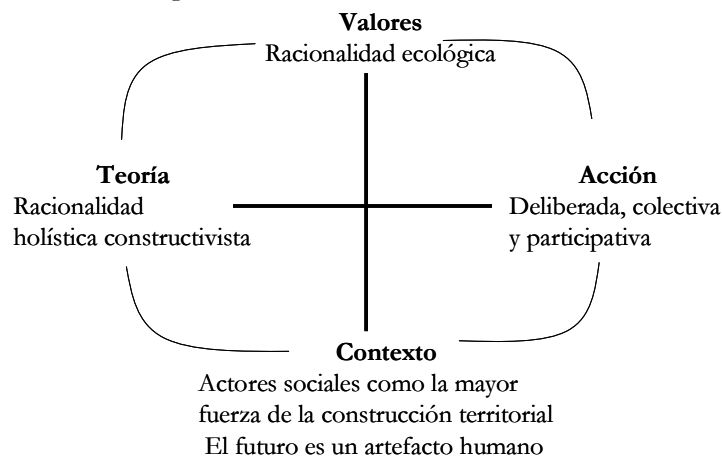 Valores
Racionalidad ecológica
Teoría
Racionalidad
holística constructivista
Acción
Deliberada, colectiva
y participativa
Contexto
Actores sociales como la mayor
fuerza de la construcción territorial
El futuro es un artefacto humano